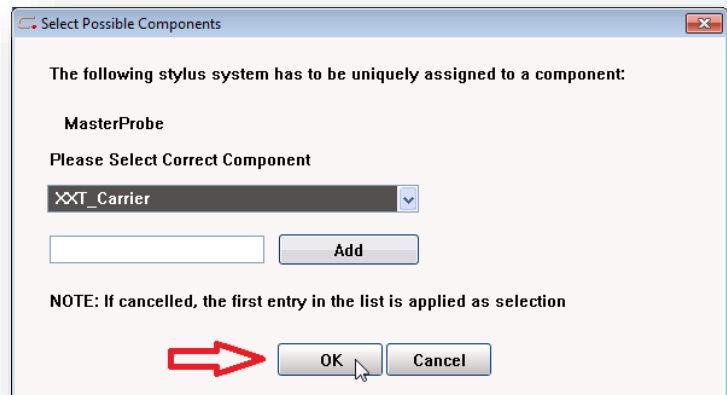 Select Possible Components
The following stylus system has to be uniquely assigned to a component:
MasterProbe
Please Select Correct Component
XXT_Carrier
Add
NOTE: If cancelled, the first entry in the list is applied as selection
OK
Cancel